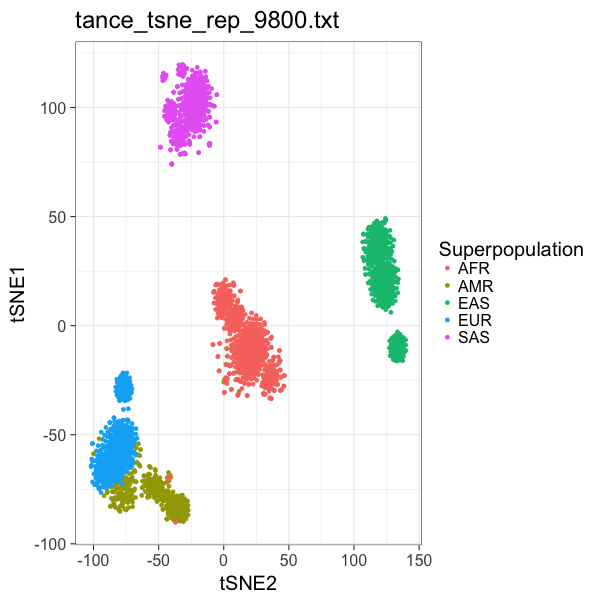 tance_tsne_rep_9800.txt
100
50
0
-50
-100
tSNE1
-100
-50
0
50
100
150
tSNE2
Superpopulation
AFR
AMR
EAS
EUR
SAS